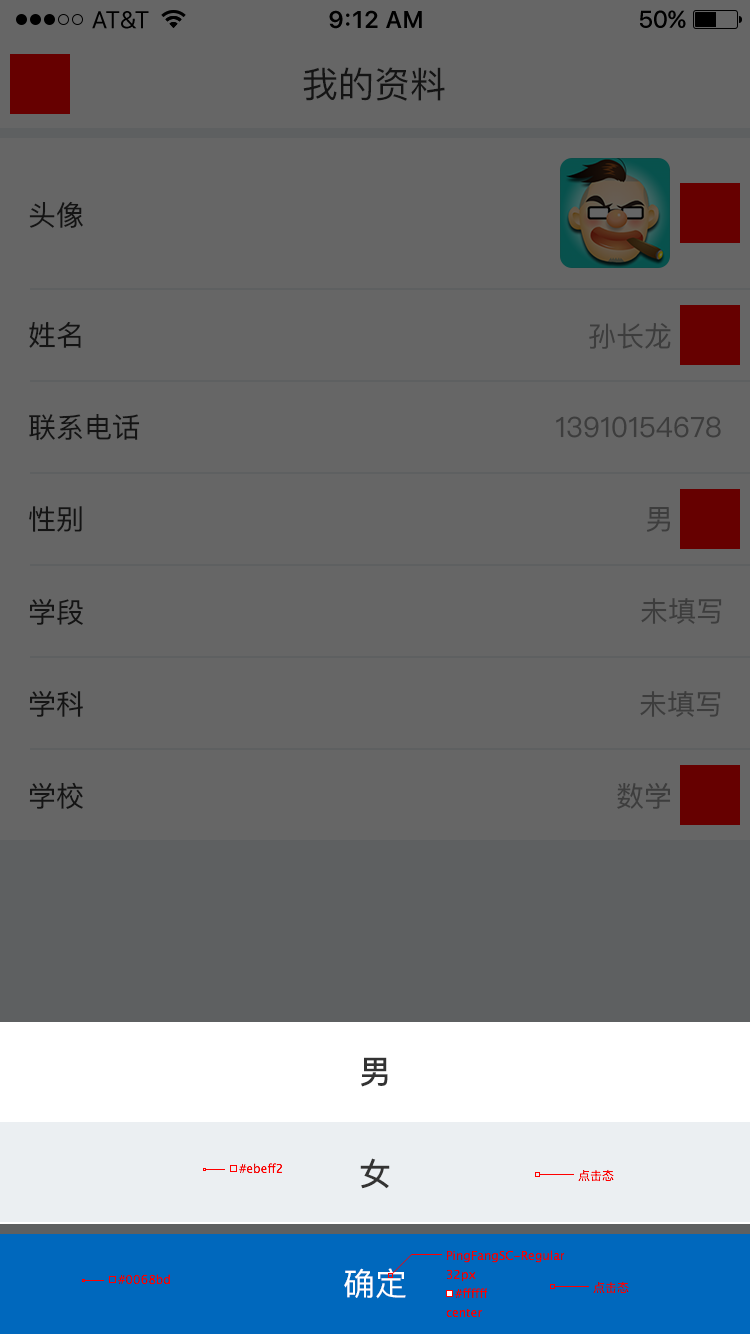 AT&T 9:12 AM 50%
我的资料
头像
姓名 孙长龙
联系电话 13910154678
性别 男
学段 未填写
学科 未填写
学校 数学
男
#ebeff2 女 点击态
PingFangSC-Regular
确定 32px 点击态
#ffffff
center